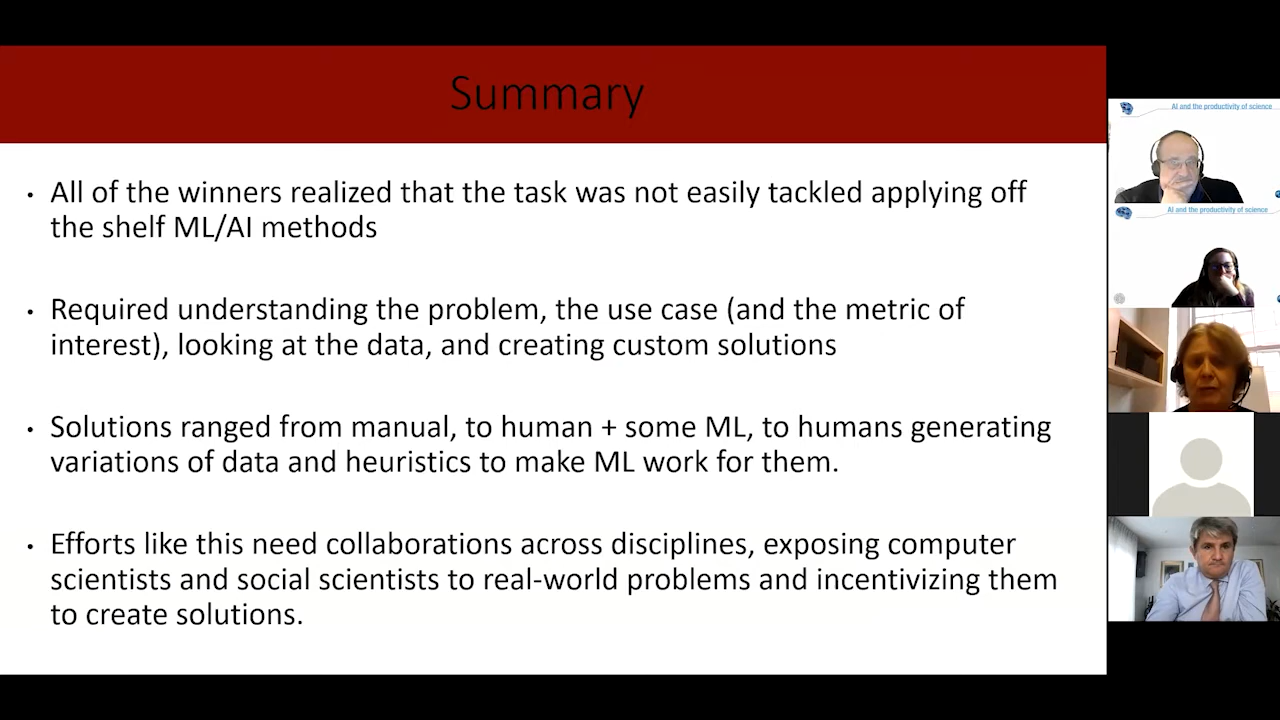 Summary
• All of the winners realized that the task was not easily tackled applying off
the shelf ML/AI methods
• Required understanding the problem, the use case (and the metric of
interest), looking at the data, and creating custom solutions
• Solutions ranged from manual, to human + some ML, to humans generating
variations of data and heuristics to make ML work for them.
• Efforts like this need collaborations across disciplines, exposing computer
scientists and social scientists to real-world problems and incentivizing them
to create solutions.
AI and the productivity of science
AI and the productivity of science